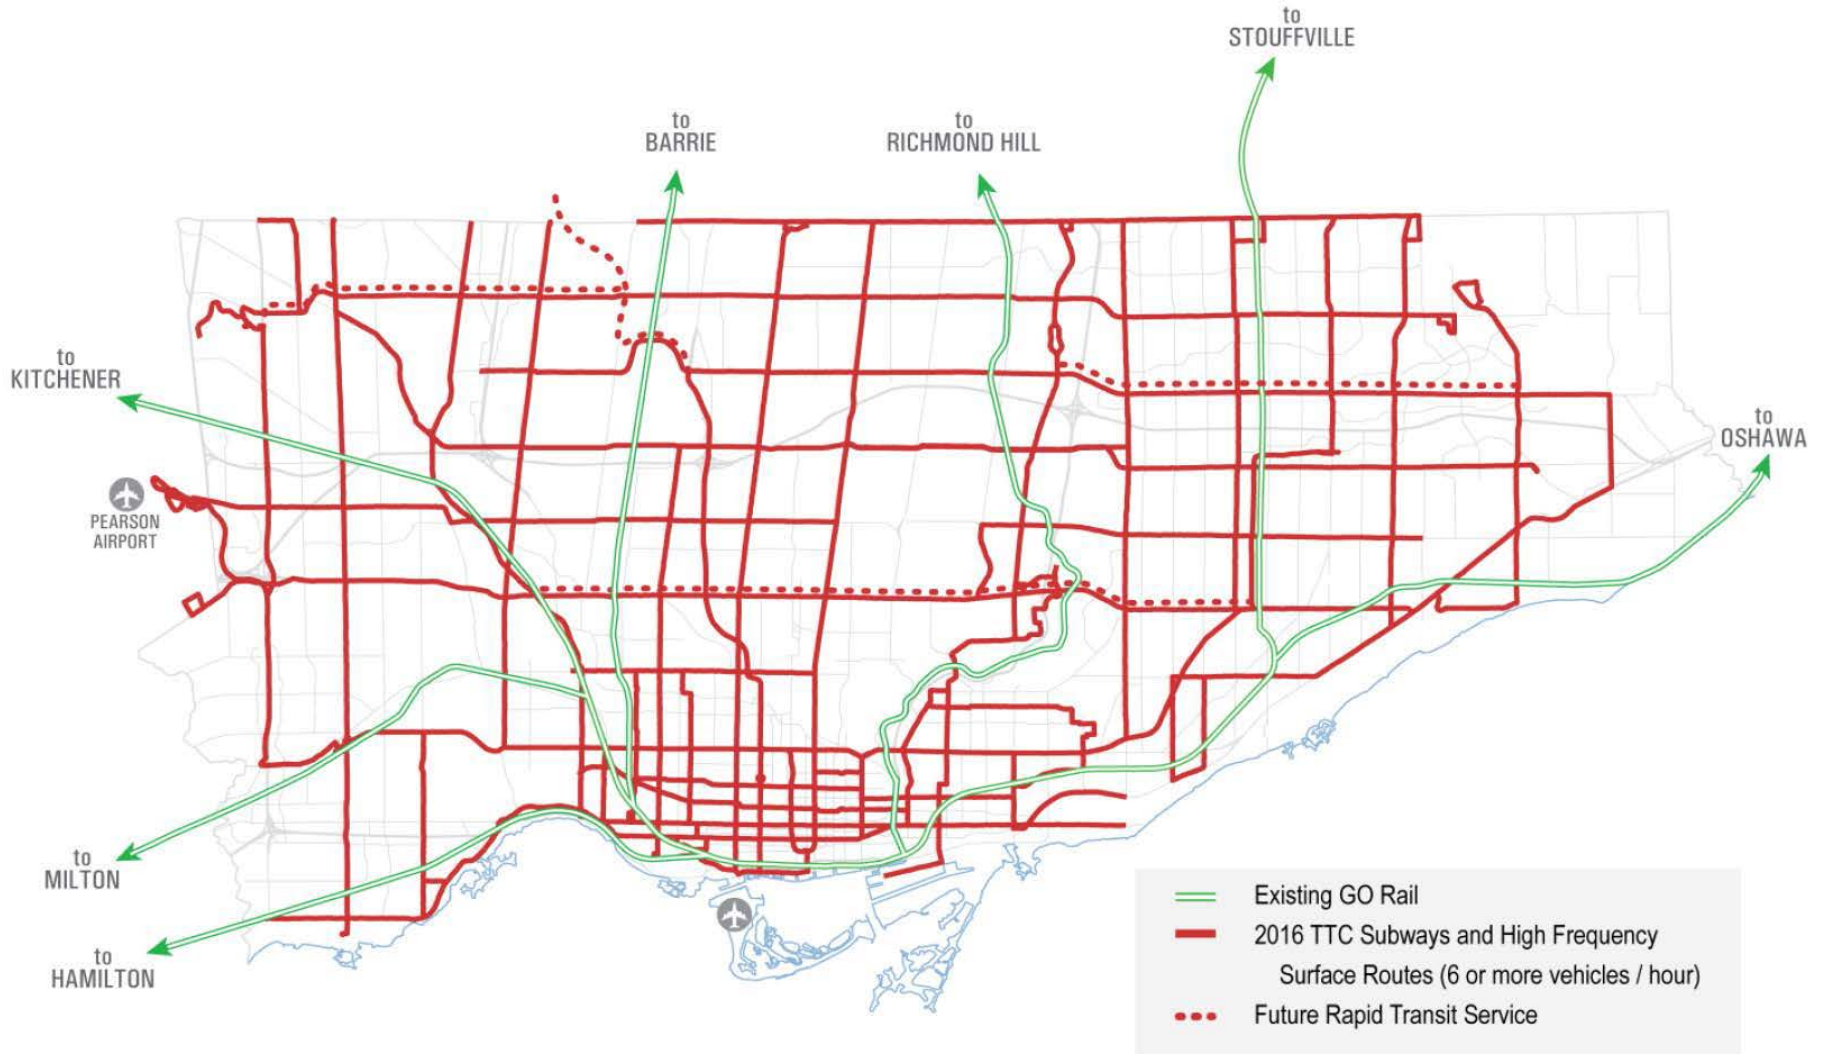 to
STOUFFVILLE
to
BARRIE
to
RICHMOND HILL
to
KITCHENER
to
OSHAWA
PEARSON
AIRPORT
to
MILTON
to
HAMILTON
Existing GO Rail
2016 TTC Subways and High Frequency
Surface Routes (6 or more vehicles / hour)
Future Rapid Transit Service